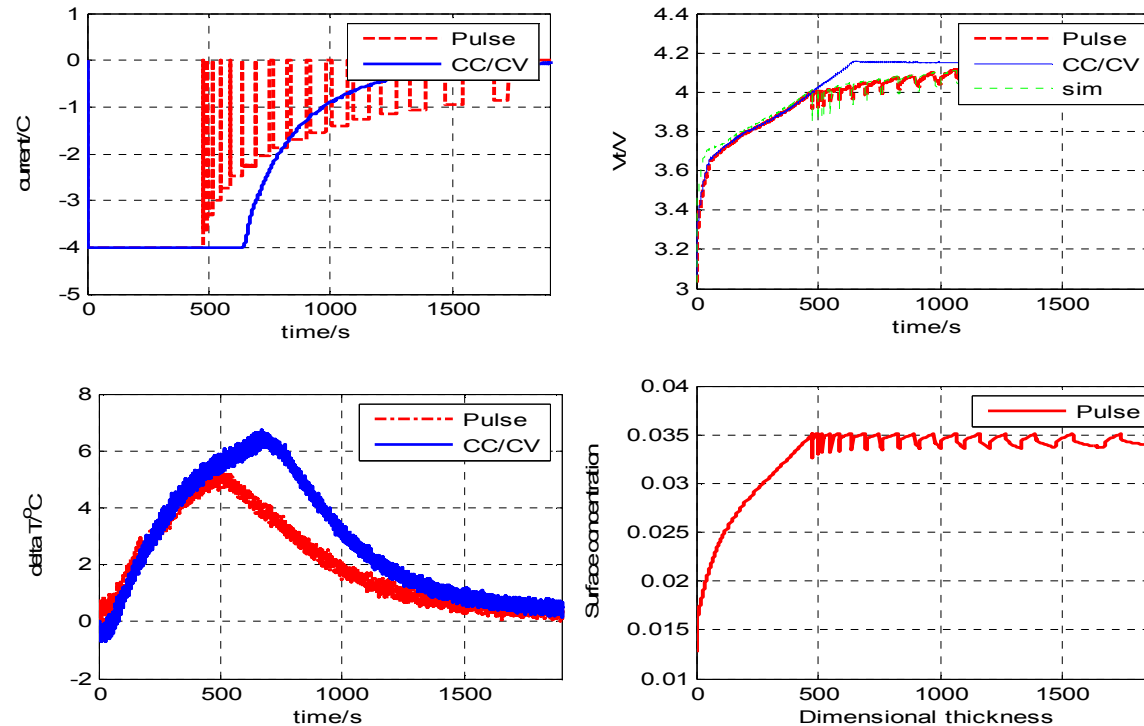 1
0
-1
-2
-3
-4
-5
current/C
Pulse
CC/CV
0
500
1000
1500
time/s
4.4
4.2
4
3.8
3.6
3.4
3.2
3
Vt/V
Pulse
CC/CV
sim
0
500
1000
1500
time/s
8
6
4
2
0
-2
delta T/°C
Pulse
CC/CV
0
500
1000
1500
time/s
0.04
0.035
0.03
0.025
0.02
0.015
0.01
Surface concentration
Pulse
0
500
1000
1500
Dimensional thickness